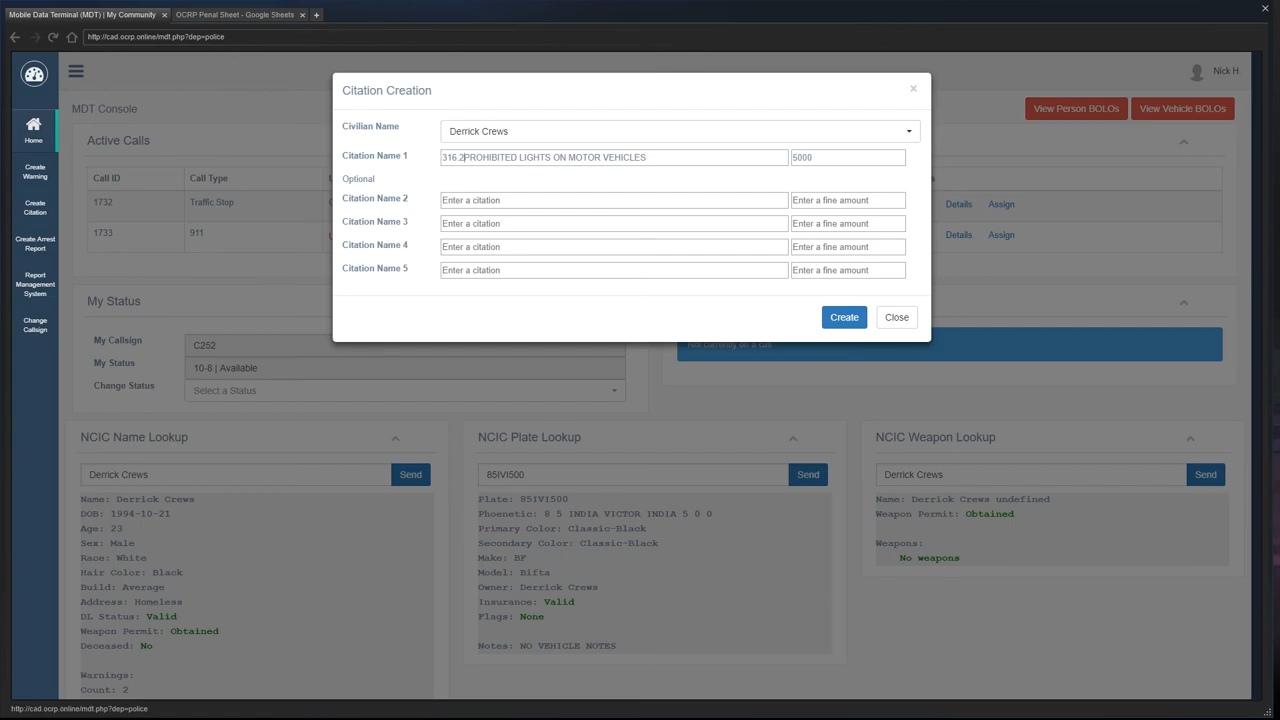 Mobile Data Terminal (MDT) | My Community × OCRP Penal Sheet - Google Sheets × +
http://cad.ocrp.online/mdt.php?dep=police
Nick H
Home
Create Warning
Create Citation
Create Arrest Report
Report Management System
Change Callsign
MDT Console
View Person BOLOs View Vehicle BOLOs
Citation Creation ×
Civilian Name Derrick Crews
Citation Name 1 316.2PROHIBITED LIGHTS ON MOTOR VEHICLES 5000
Optional
Citation Name 2 Enter a citation Enter a fine amount
Citation Name 3 Enter a citation Enter a fine amount
Citation Name 4 Enter a citation Enter a fine amount
Citation Name 5 Enter a citation Enter a fine amount
Create Close
Active Calls
Call ID Call Type
1732 Traffic Stop Details Assign
1733 911 Details Assign
My Status
My Callsign C252
My Status 10-8 | Available
Change Status Select a Status
Not currently on a call
NCIC Name Lookup
Derrick Crews Send
Name: Derrick Crews
DOB: 1994-10-21
Age: 23
Sex: Male
Race: White
Hair Color: Black
Build: Average
Address: Homeless
DL Status: Valid
Weapon Permit: Obtained
Deceased: No
Warnings:
Count: 2
NCIC Plate Lookup
85IVI500 Send
Plate: 85IVI500
Phoenetic: 8 5 INDIA VICTOR INDIA 5 0 0
Primary Color: Classic-Black
Secondary Color: Classic-Black
Make: BF
Model: Bifta
Owner: Derrick Crews
Insurance: Valid
Flags: None
Notes: NO VEHICLE NOTES
NCIC Weapon Lookup
Derrick Crews Send
Name: Derrick Crews undefined
Weapon Permit: Obtained
Weapons:
No weapons
http://cad.ocrp.online/mdt.php?dep=police